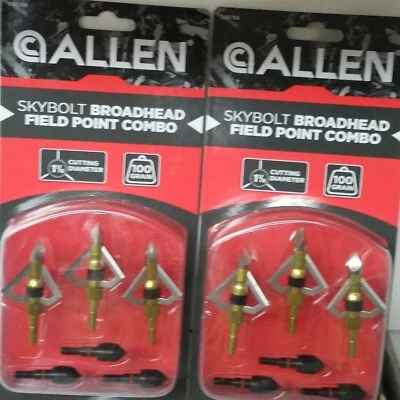 ALLEN
SKYBOLT BROADHEAD
FIELD POINT COMBO
CUTTING
DIAMETER
100
GRAIN
ALLEN
SKYBOLT BROADHEAD
FIELD POINT COMBO
CUTTING
DIAMETER
100
GRAIN